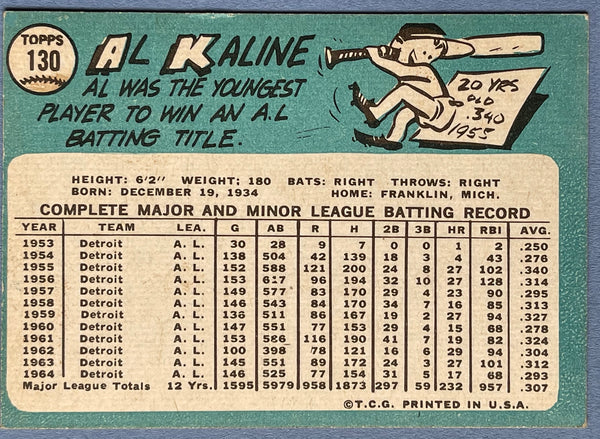 TOPPS
130
AL KALINE
AL WAS THE YOUNGEST
PLAYER TO WIN AN A.L
BATTING TITLE.
20 YRS
OLD
.340
1955
HEIGHT: 6'2" WEIGHT: 180 BATS: RIGHT THROWS: RIGHT
BORN: DECEMBER 19, 1934 HOME: FRANKLIN, MICH.
COMPLETE MAJOR AND MINOR LEAGUE BATTING RECORD
YEAR TEAM LEA. G AB R H 2B 3B HR RBI AVG.
1953 Detroit A. L. 30 28 9 7 0 0 1 2 .250
1954 Detroit A. L. 138 504 42 139 18 3 4 43 .276
1955 Detroit A. L. 152 588 121 200 24 8 27 102 .340
1956 Detroit A. L. 153 617 96 194 32 10 27 128 .314
1957 Detroit A. L. 149 577 83 170 29 4 23 90 .295
1958 Detroit A. L. 146 543 84 170 34 7 16 85 .313
1959 Detroit A. L. 136 511 86 167 19 2 27 94 .327
1960 Detroit A. L. 147 551 77 153 29 4 15 68 .278
1961 Detroit A. L. 153 586 116 190 41 7 19 82 .324
1962 Detroit A. L. 100 398 78 121 16 6 29 94 .304
1963 Detroit A. L. 145 551 89 172 24 3 27 101 .312
1964 Detroit A. L. 146 525 77 154 31 5 17 68 .293
Major League Totals 12 Yrs. 1595 5979 958 1873 297 59 232 957 .307
©T.C.G. PRINTED IN U.S.A.